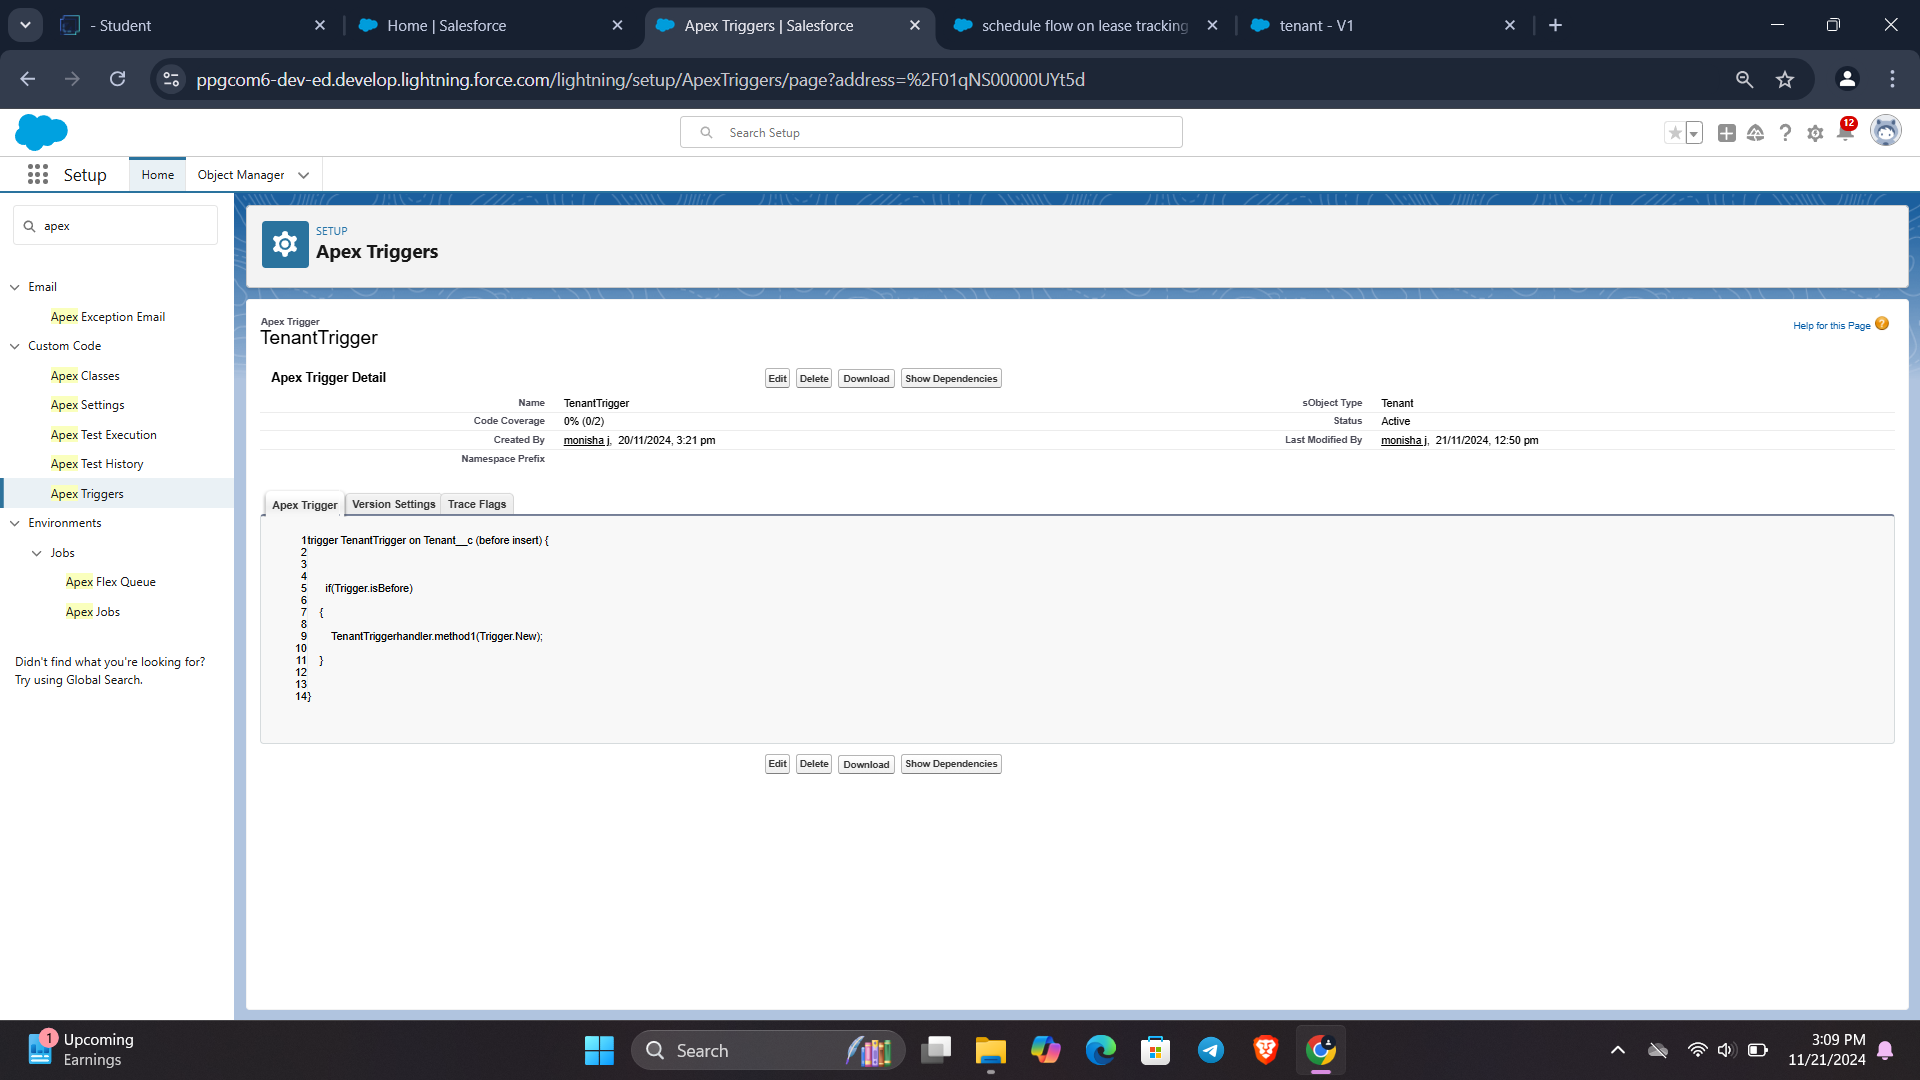 - Student
Home | Salesforce
Apex Triggers | Salesforce
schedule flow on lease tracking
tenant - V1
ppgcom6-dev-ed.develop.lightning.force.com/lightning/setup/ApexTriggers/page?address=%2F01qNS00000UYt5d
Search Setup
12
Setup
Home
Object Manager
apex
Email
Apex Exception Email
Custom Code
Apex Classes
Apex Settings
Apex Test Execution
Apex Test History
Apex Triggers
Environments
Jobs
Apex Flex Queue
Apex Jobs
Didn't find what you're looking for?
Try using Global Search.
SETUP
Apex Triggers
Apex Trigger
TenantTrigger
Help for this Page ?
Apex Trigger Detail
Edit Delete Download Show Dependencies
Name TenantTrigger sObject Type Tenant
Code Coverage 0% (0/2) Status Active
Created By monisha j, 20/11/2024, 3:21 pm Last Modified By monisha j, 21/11/2024, 12:50 pm
Namespace Prefix
Apex Trigger Version Settings Trace Flags
1 trigger TenantTrigger on Tenant__c (before insert) {
2
3
4
5 if(Trigger.isBefore)
6
7 {
8
9 TenantTriggerhandler.method1(Trigger.New);
10
11 }
12
13
14 }
Edit Delete Download Show Dependencies
1
Upcoming
Earnings
Search
3:09 PM
11/21/2024